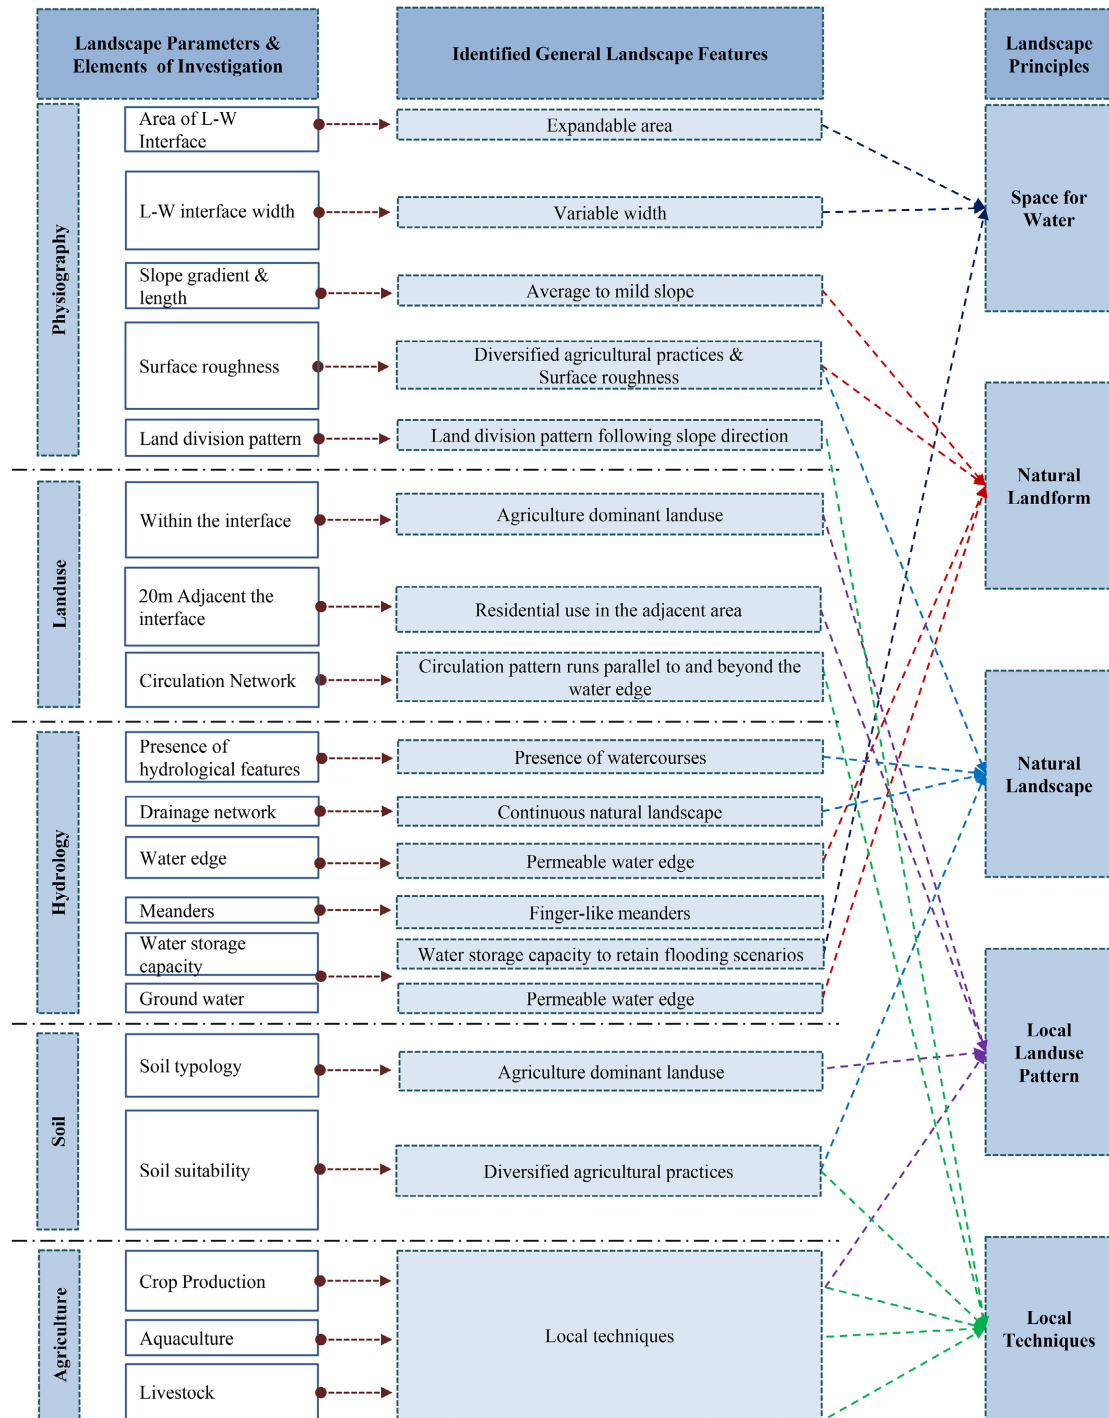 Landscape Parameters &
Elements of Investigation
Identified General Landscape Features
Landscape
Principles
Physiography
Area of L-W
Interface
Expandable area
L-W interface width
Variable width
Slope gradient &
length
Average to mild slope
Surface roughness
Diversified agricultural practices &
Surface roughness
Land division pattern
Land division pattern following slope direction
Landuse
Within the interface
Agriculture dominant landuse
20m Adjacent the
interface
Residential use in the adjacent area
Circulation Network
Circulation pattern runs parallel to and beyond the
water edge
Hydrology
Presence of
hydrological features
Presence of watercourses
Drainage network
Continuous natural landscape
Water edge
Permeable water edge
Meanders
Finger-like meanders
Water storage
capacity
Water storage capacity to retain flooding scenarios
Ground water
Permeable water edge
Soil
Soil typology
Agriculture dominant landuse
Soil suitability
Diversified agricultural practices
Agriculture
Crop Production
Aquaculture
Livestock
Local techniques
Space for
Water
Natural
Landform
Natural
Landscape
Local
Landuse
Pattern
Local
Techniques